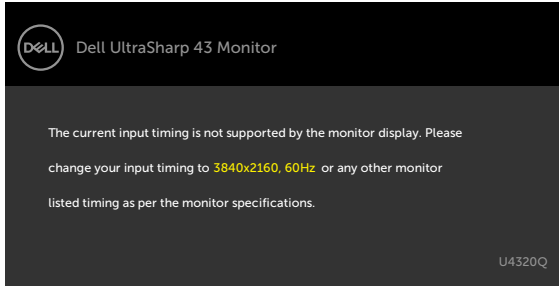 DELL
Dell UltraSharp 43 Monitor
The current input timing is not supported by the monitor display. Please
change your input timing to 3840x2160, 60Hz or any other monitor
listed timing as per the monitor specifications.
U4320Q